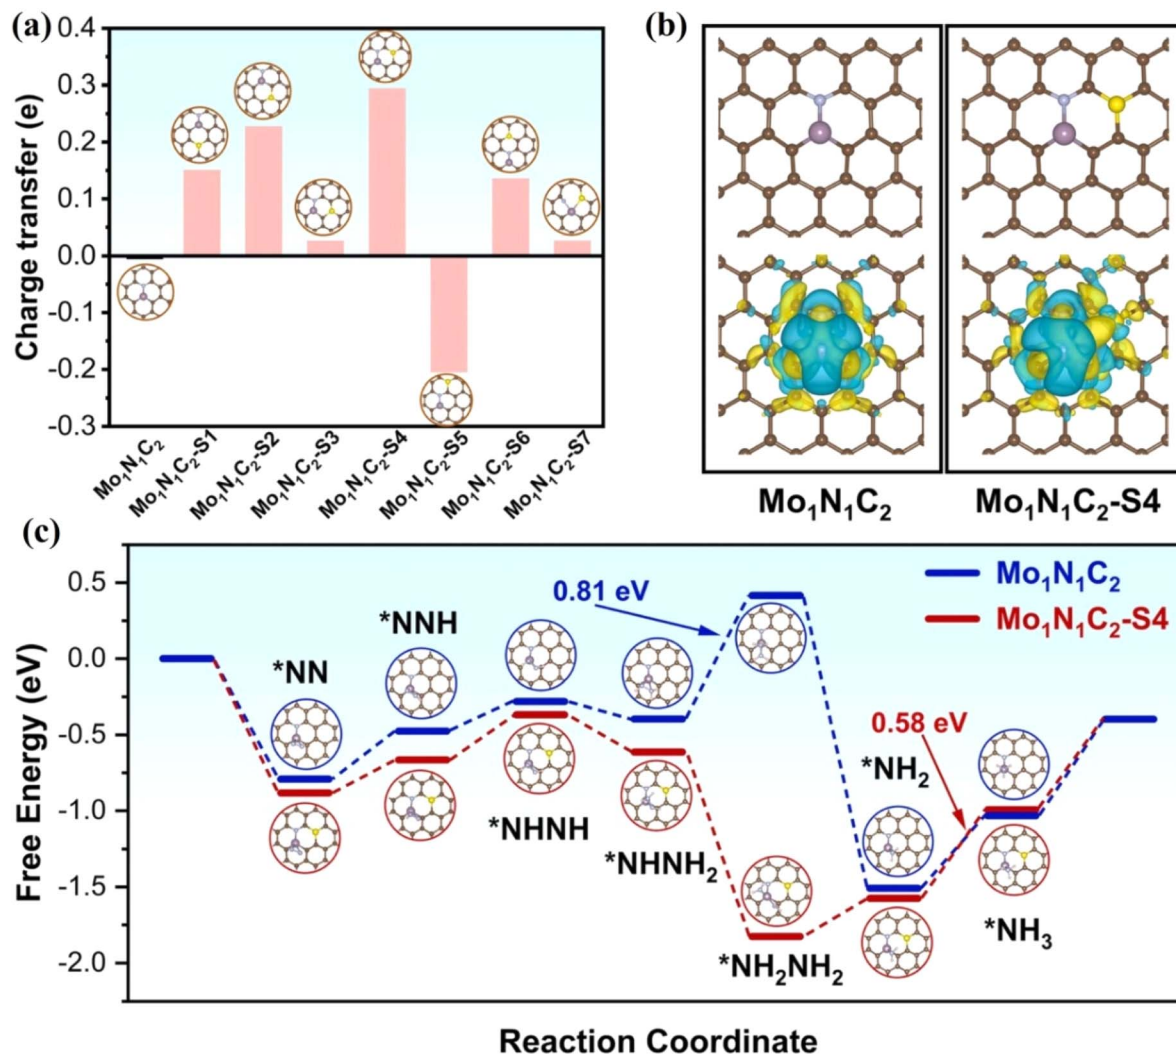 (a)
Charge transfer (e)
0.4
0.3
0.2
0.1
0.0
-0.1
-0.2
-0.3
Mo₁N₁C₂
Mo₁N₁C₂-S1
Mo₁N₁C₂-S2
Mo₁N₁C₂-S3
Mo₁N₁C₂-S4
Mo₁N₁C₂-S5
Mo₁N₁C₂-S6
Mo₁N₁C₂-S7
(b)
Mo₁N₁C₂
Mo₁N₁C₂-S4
(c)
Free Energy (eV)
0.5
0.0
-0.5
-1.0
-1.5
-2.0
Mo₁N₁C₂
Mo₁N₁C₂-S4
0.81 eV
*NNH
*NN
0.58 eV
*NH₂
*NHNH
*NHNH₂
*NH₃
*NH₂NH₂
Reaction Coordinate